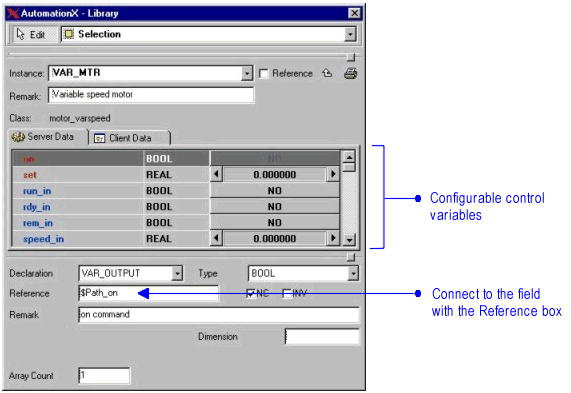 AutomationX - Library
Edit
Selection
Instance: :VAR_MTR
Reference
Remark: :Variable speed motor
Class: motor_varspeed
Server Data
Client Data
on BOOL NO
set REAL 0.000000
run_in BOOL NO
rdy_in BOOL NO
rem_in BOOL NO
speed_in REAL 0.000000
Configurable control
variables
Declaration VAR_OUTPUT Type BOOL
Reference :$Path_on NC INV
Connect to the field
with the Reference box
Remark on command
Dimension
Array Count 1